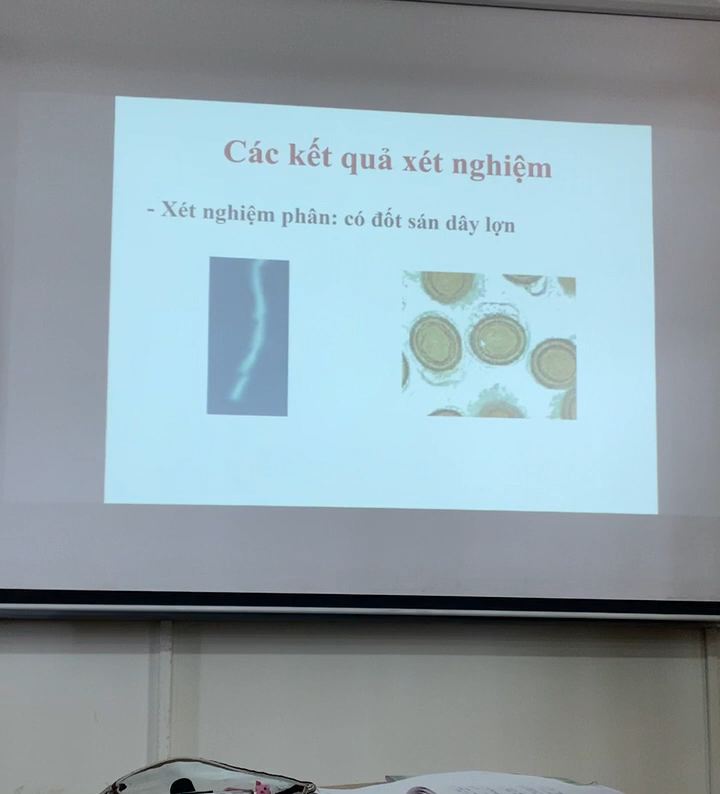 Các kết quả xét nghiệm
- Xét nghiệm phân: có đốt sán dây lợn